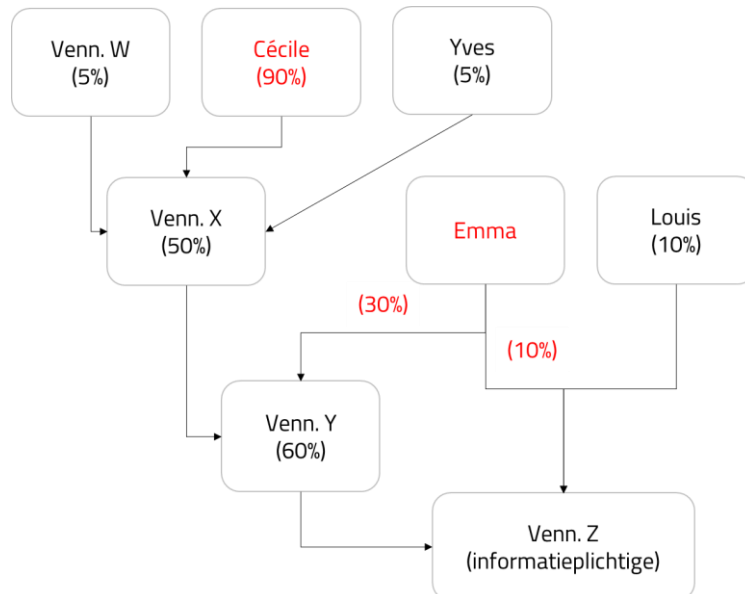 Venn. W
(5%)
Cécile
(90%)
Yves
(5%)
Venn. X
(50%)
Emma
Louis
(10%)
(30%)
(10%)
Venn. Y
(60%)
Venn. Z
(informatieplichtige)